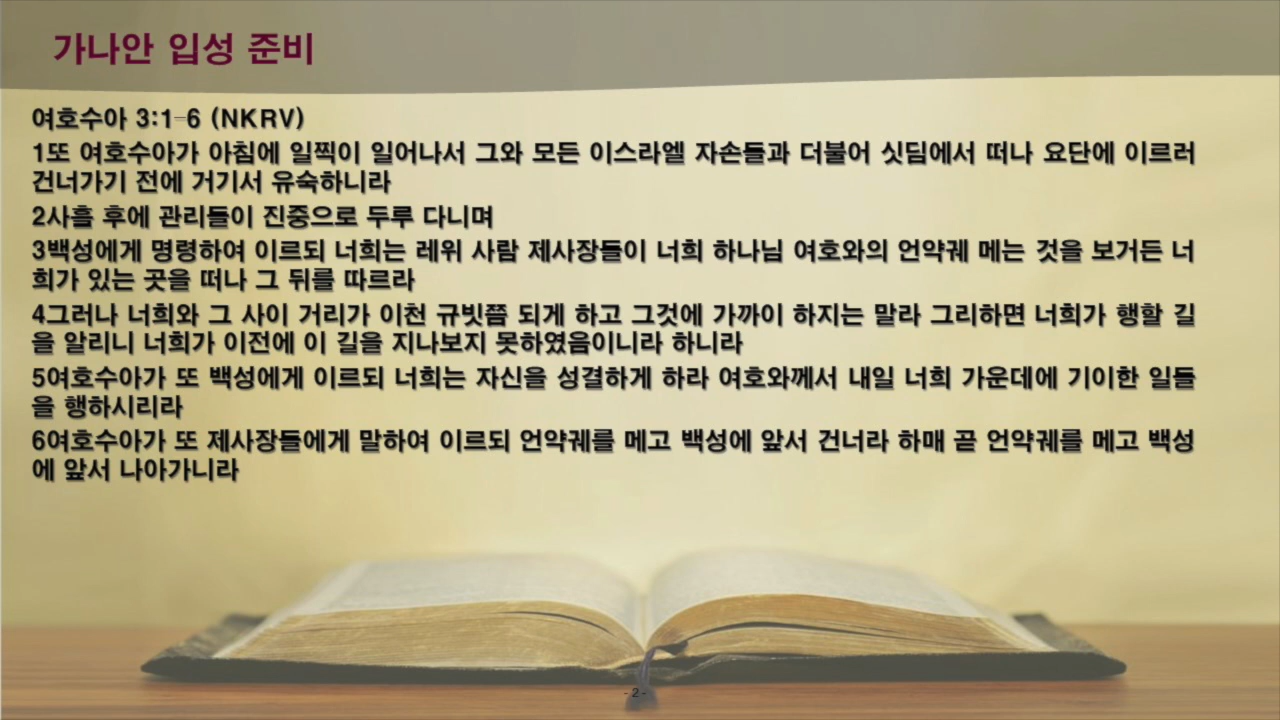 가나안 입성 준비
여호수아 3:1-6 (NKRV)
1또 여호수아가 아침에 일찍이 일어나서 그와 모든 이스라엘 자손들과 더불어 싯딤에서 떠나 요단에 이르러
건너가기 전에 거기서 유숙하니라
2사흘 후에 관리들이 진중으로 두루 다니며
3백성에게 명령하여 이르되 너희는 레위 사람 제사장들이 너희 하나님 여호와의 언약궤 메는 것을 보거든 너
희가 있는 곳을 떠나 그 뒤를 따르라
4그러나 너희와 그 사이 거리가 이천 규빗쯤 되게 하고 그것에 가까이 하지는 말라 그리하면 너희가 행할 길
을 알리니 너희가 이전에 이 길을 지나보지 못하였음이니라 하니라
5여호수아가 또 백성에게 이르되 너희는 자신을 성결하게 하라 여호와께서 내일 너희 가운데에 기이한 일들
을 행하시리라
6여호수아가 또 제사장들에게 말하여 이르되 언약궤를 메고 백성에 앞서 건너라 하매 곧 언약궤를 메고 백성
에 앞서 나아가니라
- 2 -